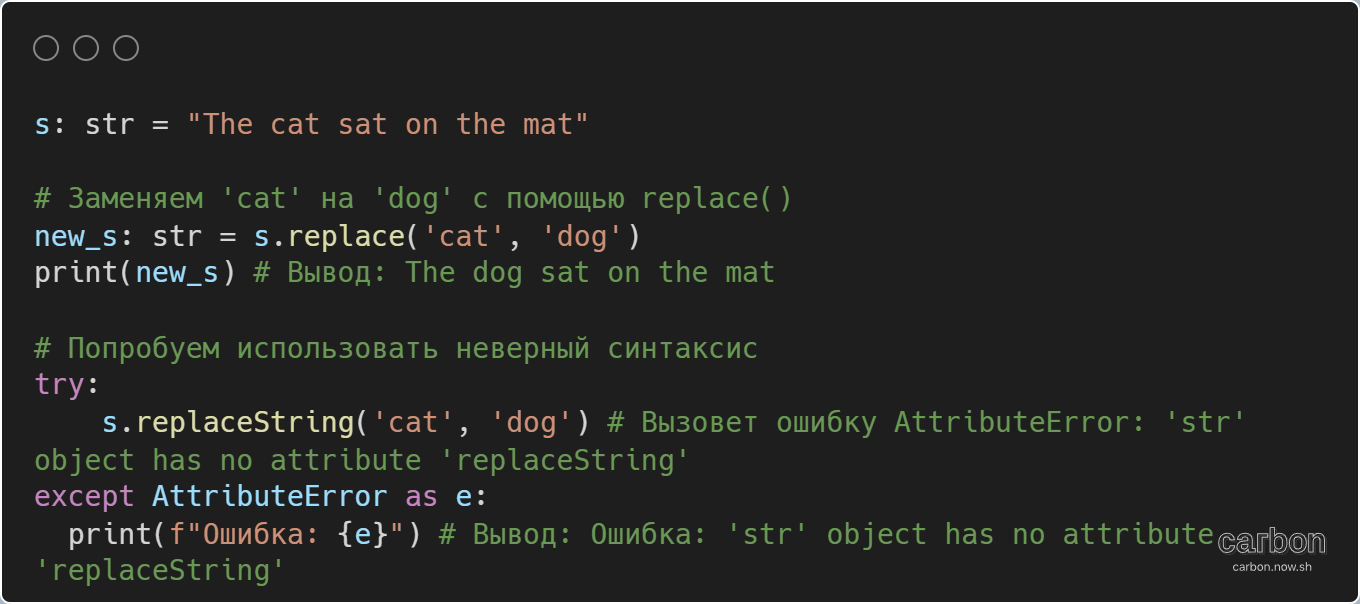 s: str = "The cat sat on the mat"

# Заменяем 'cat' на 'dog' с помощью replace()
new_s: str = s.replace('cat', 'dog')
print(new_s) # Вывод: The dog sat on the mat

# Попробуем использовать неверный синтаксис
try:
    s.replaceString('cat', 'dog') # Вызовет ошибку AttributeError: 'str'
object has no attribute 'replaceString'
except AttributeError as e:
  print(f"Ошибка: {e}") # Вывод: Ошибка: 'str' object has no attribute
'replaceString'
carbon
carbon.now.sh